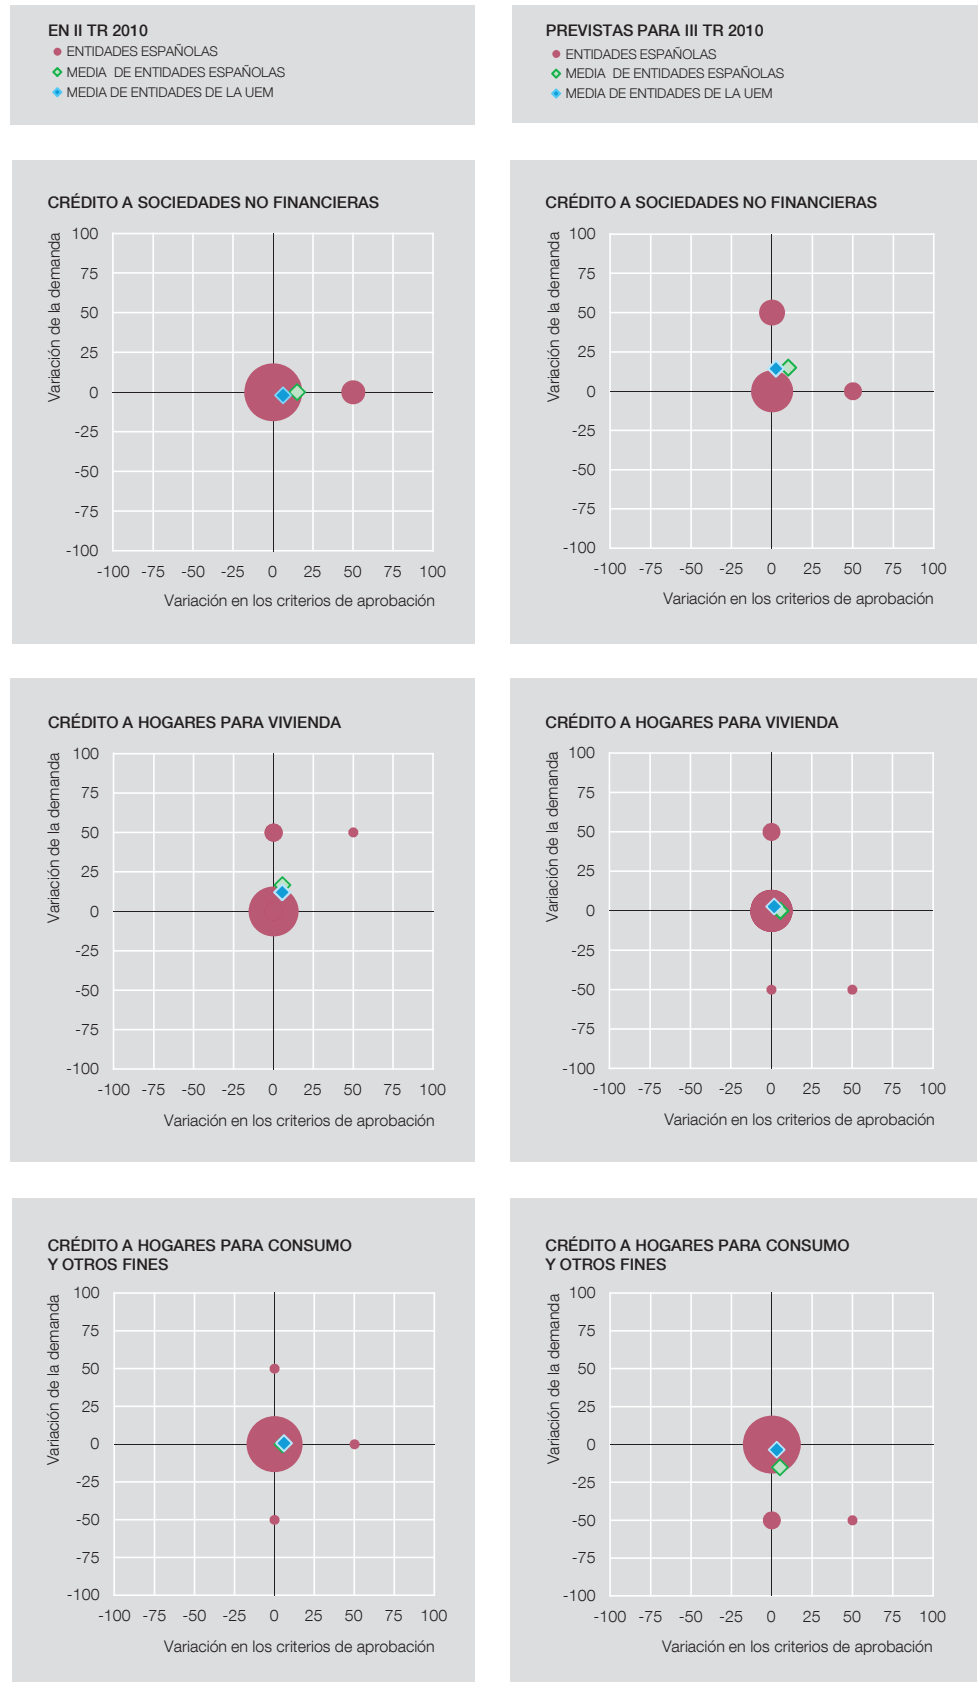 EN II TR 2010
ENTIDADES ESPAÑOLAS
MEDIA DE ENTIDADES ESPAÑOLAS
MEDIA DE ENTIDADES DE LA UEM
PREVISTAS PARA III TR 2010
ENTIDADES ESPAÑOLAS
MEDIA DE ENTIDADES ESPAÑOLAS
MEDIA DE ENTIDADES DE LA UEM
CRÉDITO A SOCIEDADES NO FINANCIERAS
Variación de la demanda
100
75
50
25
0
-25
-50
-75
-100
-100 -75 -50 -25 0 25 50 75 100
Variación en los criterios de aprobación
CRÉDITO A SOCIEDADES NO FINANCIERAS
Variación de la demanda
100
75
50
25
0
-25
-50
-75
-100
-100 -75 -50 -25 0 25 50 75 100
Variación en los criterios de aprobación
CRÉDITO A HOGARES PARA VIVIENDA
Variación de la demanda
100
75
50
25
0
-25
-50
-75
-100
-100 -75 -50 -25 0 25 50 75 100
Variación en los criterios de aprobación
CRÉDITO A HOGARES PARA VIVIENDA
Variación de la demanda
100
75
50
25
0
-25
-50
-75
-100
-100 -75 -50 -25 0 25 50 75 100
Variación en los criterios de aprobación
CRÉDITO A HOGARES PARA CONSUMO
Y OTROS FINES
Variación de la demanda
100
75
50
25
0
-25
-50
-75
-100
-100 -75 -50 -25 0 25 50 75 100
Variación en los criterios de aprobación
CRÉDITO A HOGARES PARA CONSUMO
Y OTROS FINES
Variación de la demanda
100
75
50
25
0
-25
-50
-75
-100
-100 -75 -50 -25 0 25 50 75 100
Variación en los criterios de aprobación